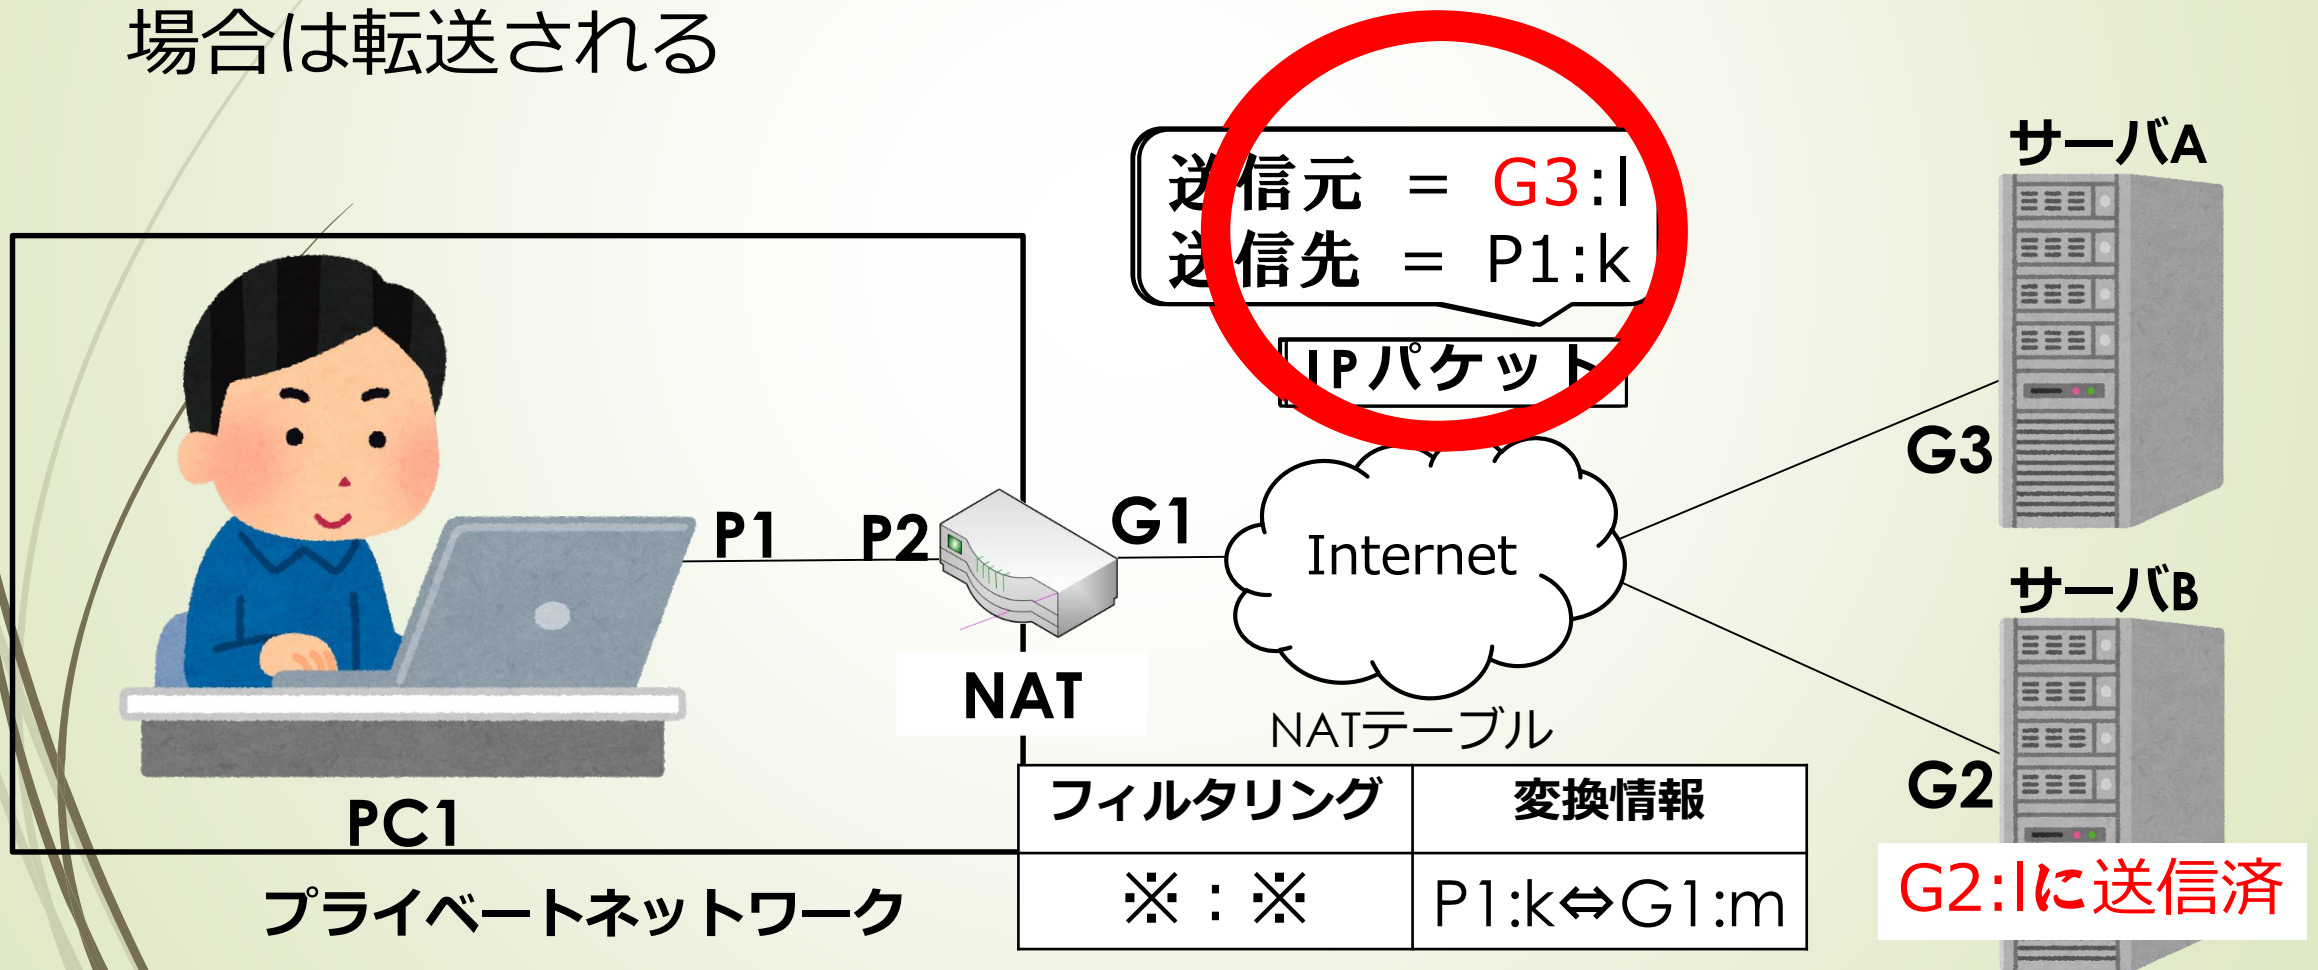 場合は転送される
送信元 = G3:l
送信先 = P1:k
IPパケット
サーバA
G3
P1
P2
G1
Internet
NAT
サーバB
G2
NATテーブル
フィルタリング
変換情報
※:※
P1:k⇔G1:m
PC1
プライベートネットワーク
G2:lに送信済